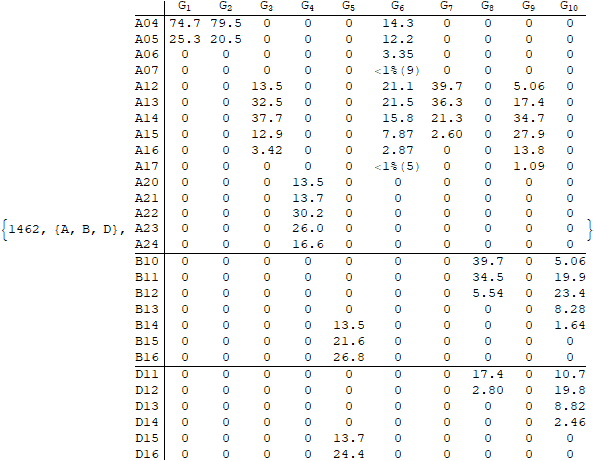 G1 G2 G3 G4 G5 G6 G7 G8 G9 G10
A04 74.7 79.5 0 0 0 14.3 0 0 0 0
A05 25.3 20.5 0 0 0 12.2 0 0 0 0
A06 0 0 0 0 0 3.35 0 0 0 0
A07 0 0 0 0 0 <1%(9) 0 0 0 0
A12 0 0 13.5 0 0 21.1 39.7 0 5.06 0
A13 0 0 32.5 0 0 21.5 36.3 0 17.4 0
A14 0 0 37.7 0 0 15.8 21.3 0 34.7 0
A15 0 0 12.9 0 0 7.87 2.60 0 27.9 0
A16 0 0 3.42 0 0 2.87 0 0 13.8 0
A17 0 0 0 0 0 <1%(5) 0 0 1.09 0
A20 0 0 0 13.5 0 0 0 0 0 0
A21 0 0 0 13.7 0 0 0 0 0 0
A22 0 0 0 30.2 0 0 0 0 0 0
{1462, {A, B, D}, A23 0 0 0 26.0 0 0 0 0 0 0 }
A24 0 0 0 16.6 0 0 0 0 0 0
B10 0 0 0 0 0 0 0 39.7 0 5.06
B11 0 0 0 0 0 0 0 34.5 0 19.9
B12 0 0 0 0 0 0 0 5.54 0 23.4
B13 0 0 0 0 0 0 0 0 0 8.28
B14 0 0 0 0 13.5 0 0 0 0 1.64
B15 0 0 0 0 21.6 0 0 0 0 0
B16 0 0 0 0 26.8 0 0 0 0 0
D11 0 0 0 0 0 0 0 17.4 0 10.7
D12 0 0 0 0 0 0 0 2.80 0 19.8
D13 0 0 0 0 0 0 0 0 0 8.82
D14 0 0 0 0 0 0 0 0 0 2.46
D15 0 0 0 0 13.7 0 0 0 0 0
D16 0 0 0 0 24.4 0 0 0 0 0